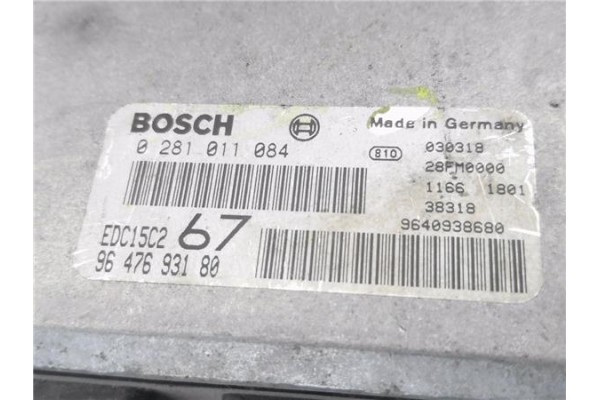 BOSCH
Made in Germany
0 281 011 084
810
030319
28FM0000
1166 1801
38318
9640938680
EDC15C2 67
96 476 931 80